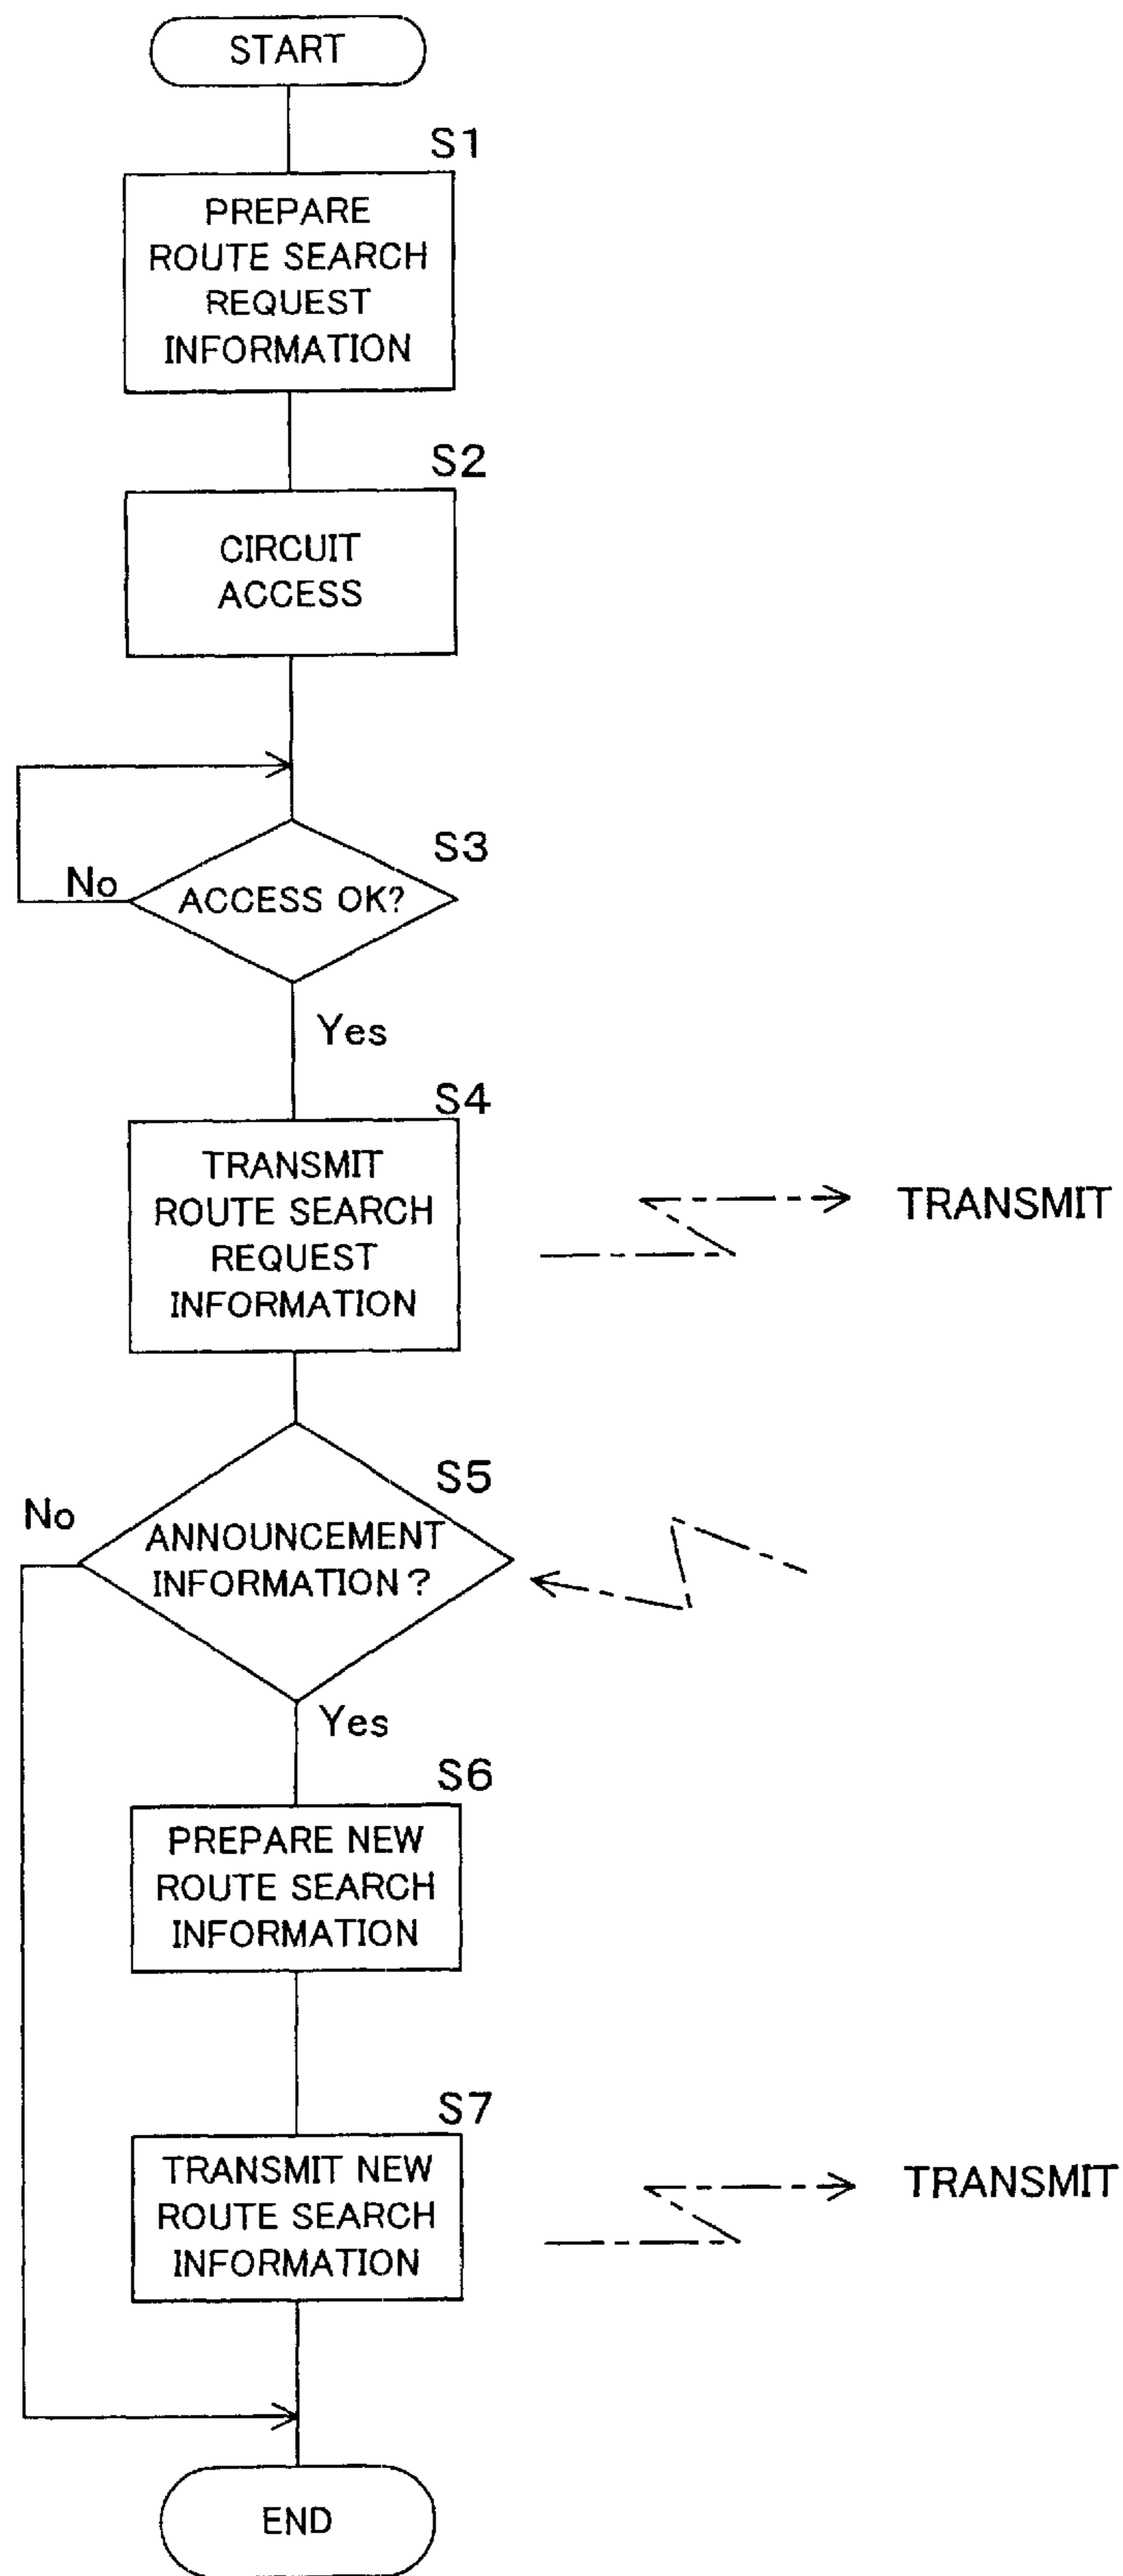 START
S1
PREPARE
ROUTE SEARCH
REQUEST
INFORMATION
S2
CIRCUIT
ACCESS
S3
No
ACCESS OK?
Yes
S4
TRANSMIT
ROUTE SEARCH
REQUEST
INFORMATION
TRANSMIT
S5
No
ANNOUNCEMENT
INFORMATION?
Yes
S6
PREPARE NEW
ROUTE SEARCH
INFORMATION
S7
TRANSMIT NEW
ROUTE SEARCH
INFORMATION
TRANSMIT
END